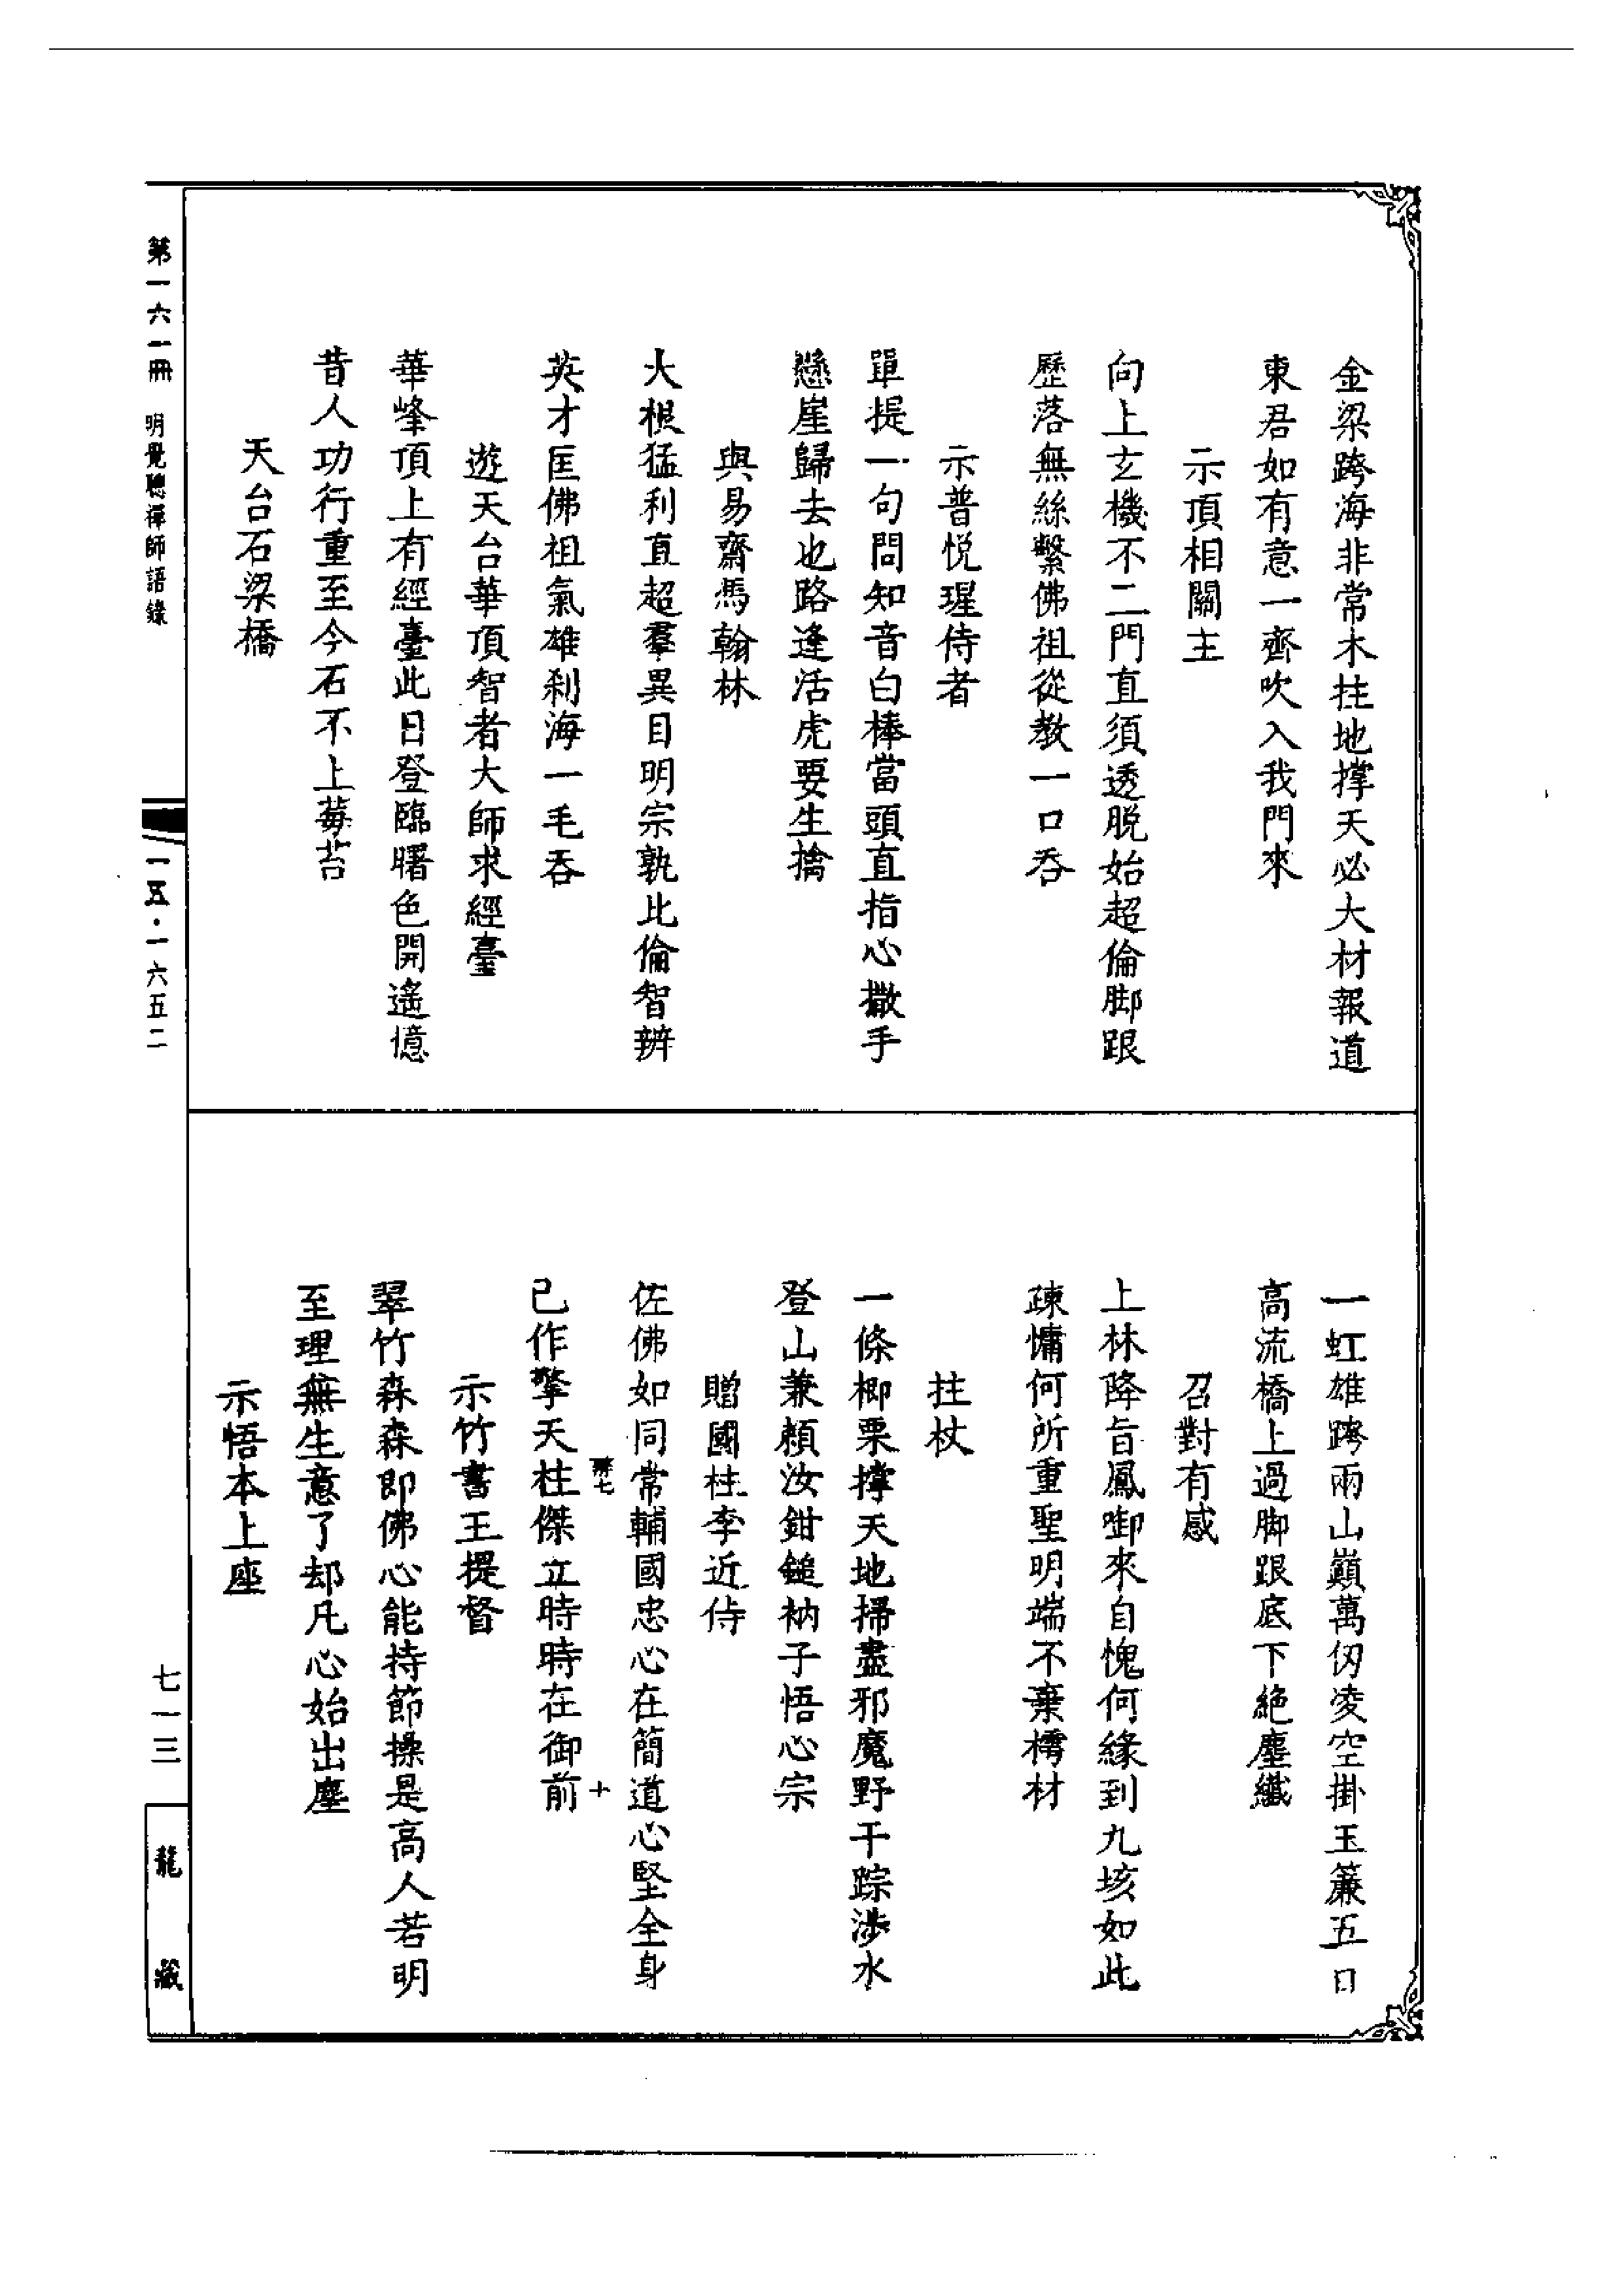 金梁跨海非常木拄地撑天必大材報道
東君如有意一齊吹入我門來
示頂相關主
向上玄機不二門直須透脱始超倫脚跟
歷落無絲繫佛祖從教一口吞
示普悦瑆侍者
單提一句問知音白棒當頭直指心撒手
懸崖歸去也路逢活虎要生擒
與易齋馮翰林
大根猛利直超羣異目明宗孰比倫智辨
英才匡佛祖氣雄刹海一毛吞
遊天台華頂智者大師求經臺
華峰頂上有經臺此日登臨曙色開遙憶
昔人功行重至今石不上莓苔
天台石梁橋
一虹雄跨兩山巔萬仞凌空掛玉簾五日
高流橋上過脚跟底下絶塵纖
召對有感
上林降旨鳳啣來自愧何緣到九垓如此
疎慵何所重聖明端不棄樗材
拄杖
一條楖栗撐天地掃盡邪魔野干踪涉水
登山兼賴汝鉗鎚衲子悟心宗
贈國柱李近侍
佐佛如同常輔國忠心在簡道心堅全身
已作擎天柱傑立時時在御前
示竹書王提督
翠竹森森即佛心能持節操是高人若明
至理無生意了却凡心始出塵
示悟本上座
第一六一冊 明覺聰禪師語錄
一五·一六五二
七一三
龍藏